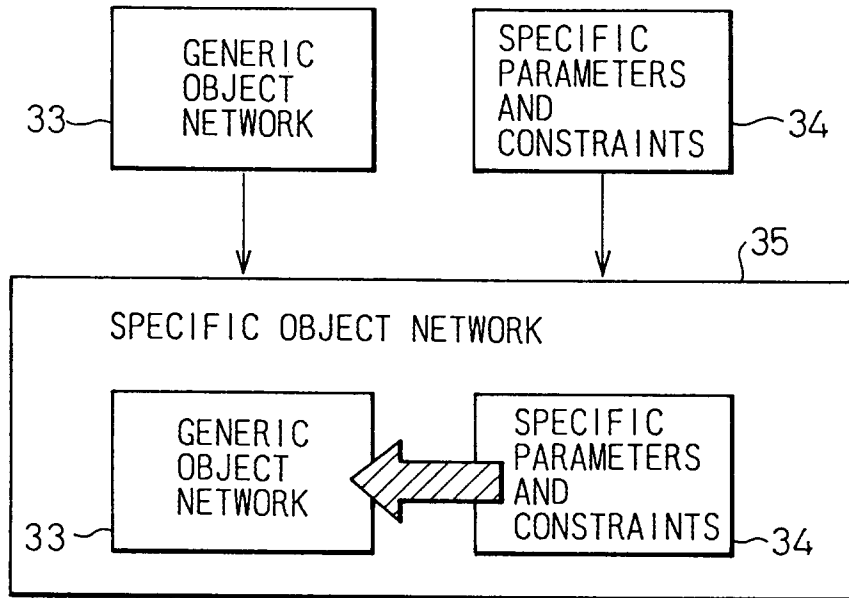 GENERIC
OBJECT
NETWORK
33
SPECIFIC
PARAMETERS
AND
CONSTRAINTS
34
35
SPECIFIC OBJECT NETWORK
GENERIC
OBJECT
NETWORK
33
SPECIFIC
PARAMETERS
AND
CONSTRAINTS
34